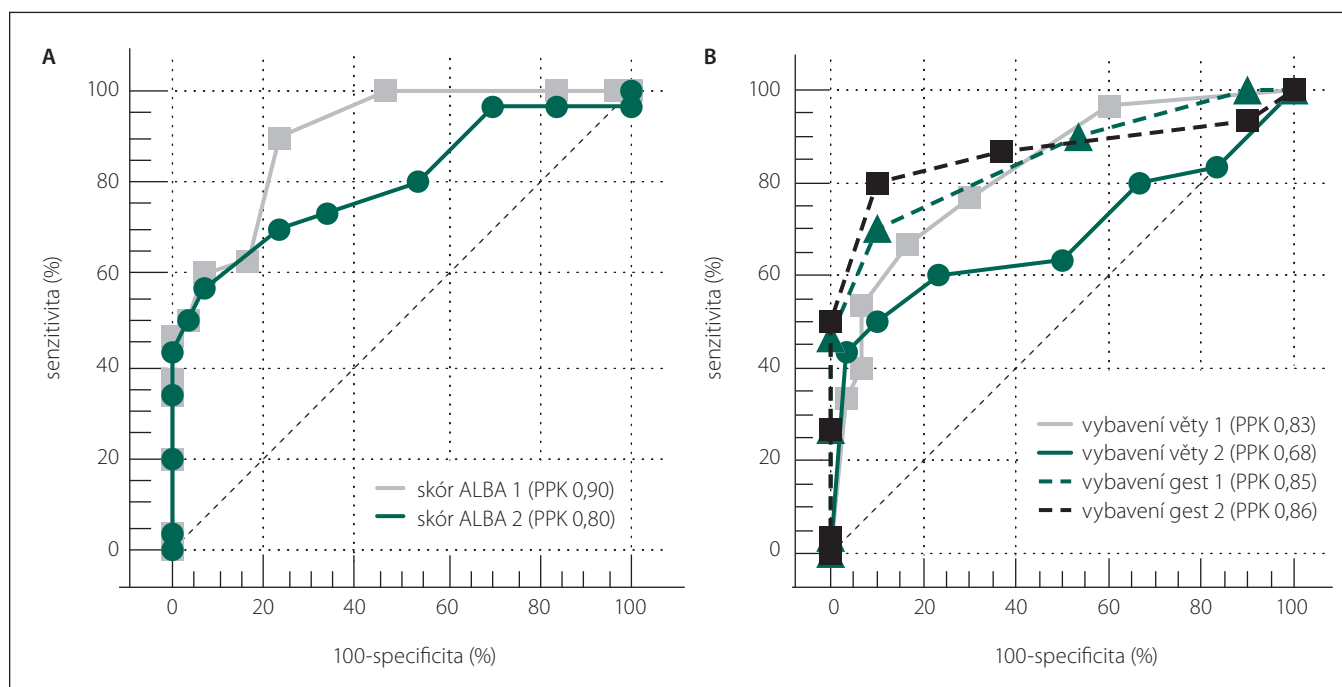 A
senzitivita (%)
100
80
60
40
20
0
0 20 40 60 80 100
100-specificita (%)
skór ALBA 1 (PPK 0,90)
skór ALBA 2 (PPK 0,80)
B
senzitivita (%)
100
80
60
40
20
0
0 20 40 60 80 100
100-specificita (%)
vybavení věty 1 (PPK 0,83)
vybavení věty 2 (PPK 0,68)
vybavení gest 1 (PPK 0,85)
vybavení gest 2 (PPK 0,86)